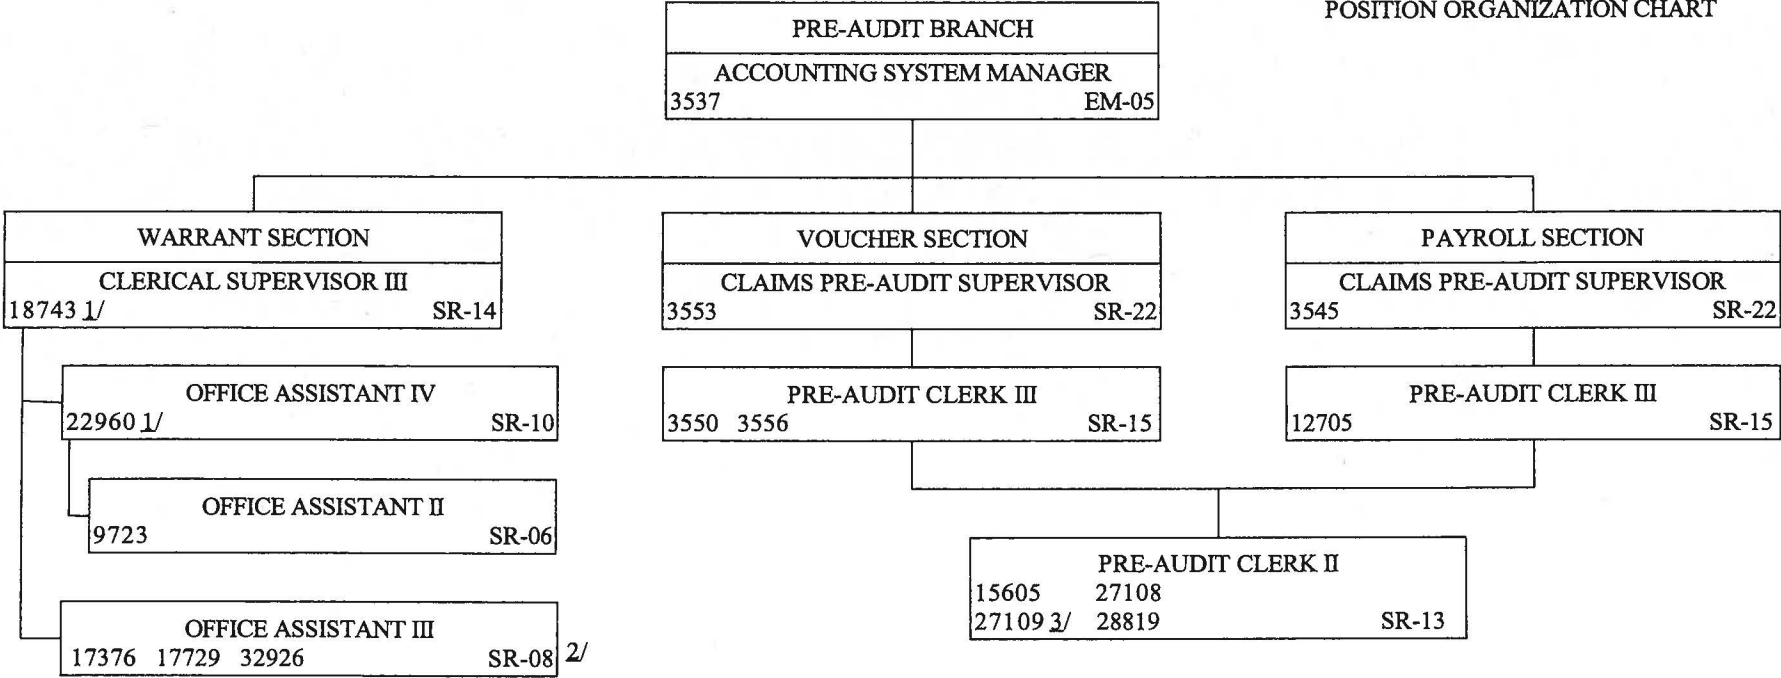 POSITION ORGANIZATION CHART
PRE-AUDIT BRANCH
ACCOUNTING SYSTEM MANAGER
3537 EM-05
WARRANT SECTION
CLERICAL SUPERVISOR III
18743 1/ SR-14
OFFICE ASSISTANT IV
22960 1/ SR-10
OFFICE ASSISTANT II
9723 SR-06
OFFICE ASSISTANT III
17376 17729 32926 SR-08 2/
VOUCHER SECTION
CLAIMS PRE-AUDIT SUPERVISOR
3553 SR-22
PRE-AUDIT CLERK III
3550 3556 SR-15
PAYROLL SECTION
CLAIMS PRE-AUDIT SUPERVISOR
3545 SR-22
PRE-AUDIT CLERK III
12705 SR-15
PRE-AUDIT CLERK II
15605 27108
27109 3/ 28819 SR-13